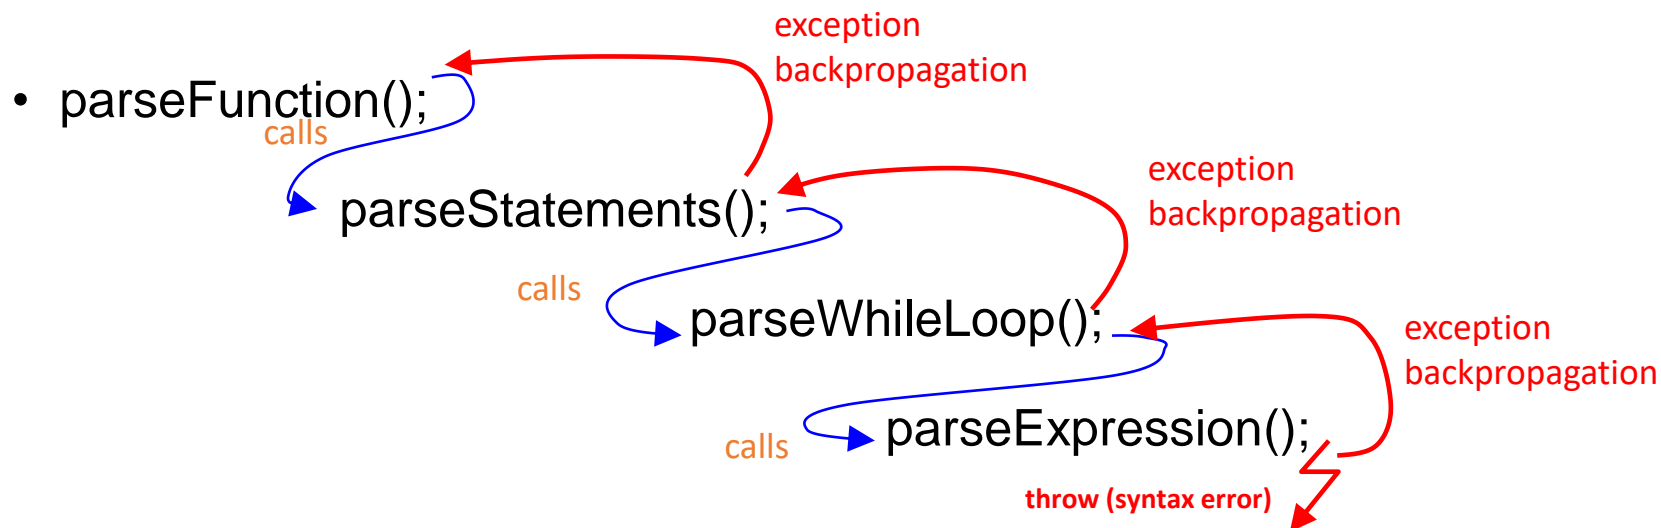 exception
backpropagation
• parseFunction();
calls
exception
backpropagation
parseStatements();
calls
parseWhileLoop();
exception
backpropagation
calls
parseExpression();
throw (syntax error)